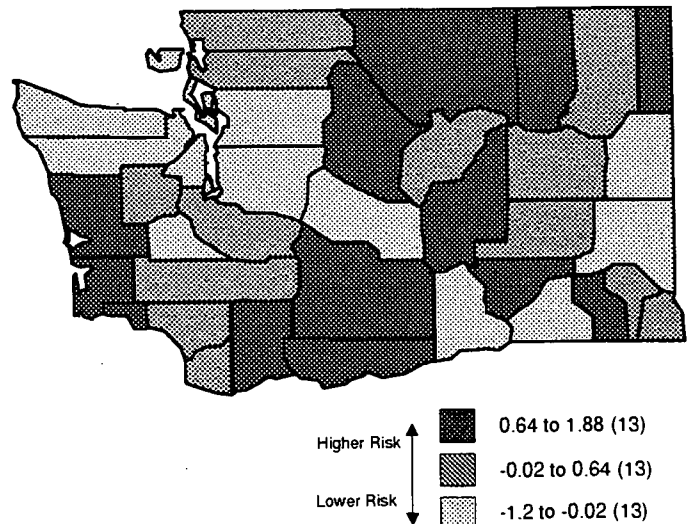 Higher Risk
0.64 to 1.88 (13)
-0.02 to 0.64 (13)
Lower Risk
-1.2 to -0.02 (13)